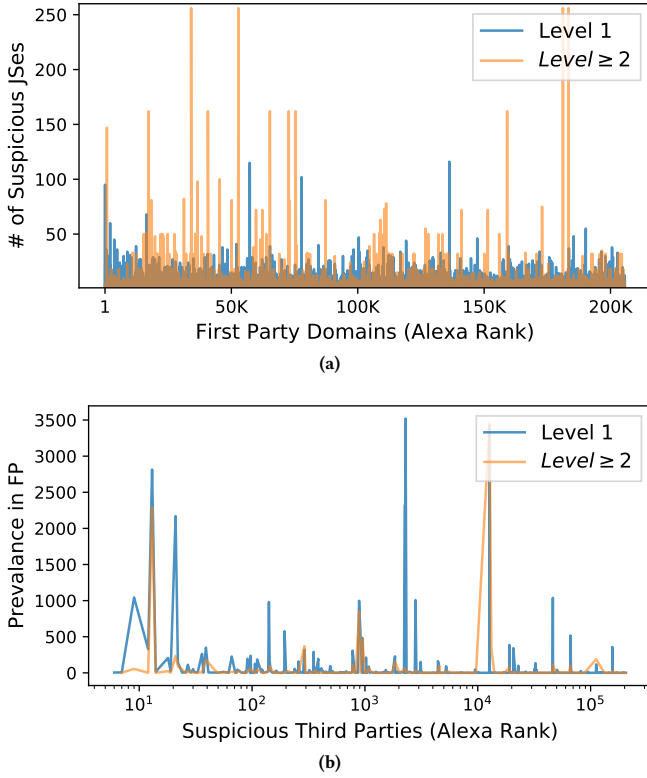 250
200
150
100
50
# of Suspicious JSes
Level 1
Level ≥ 2
1
50K
100K
150K
200K
First Party Domains (Alexa Rank)
(a)
3500
3000
2500
2000
1500
1000
500
0
Prevalance in FP
Level 1
Level ≥ 2
10¹
10²
10³
10⁴
10⁵
Suspicious Third Parties (Alexa Rank)
(b)